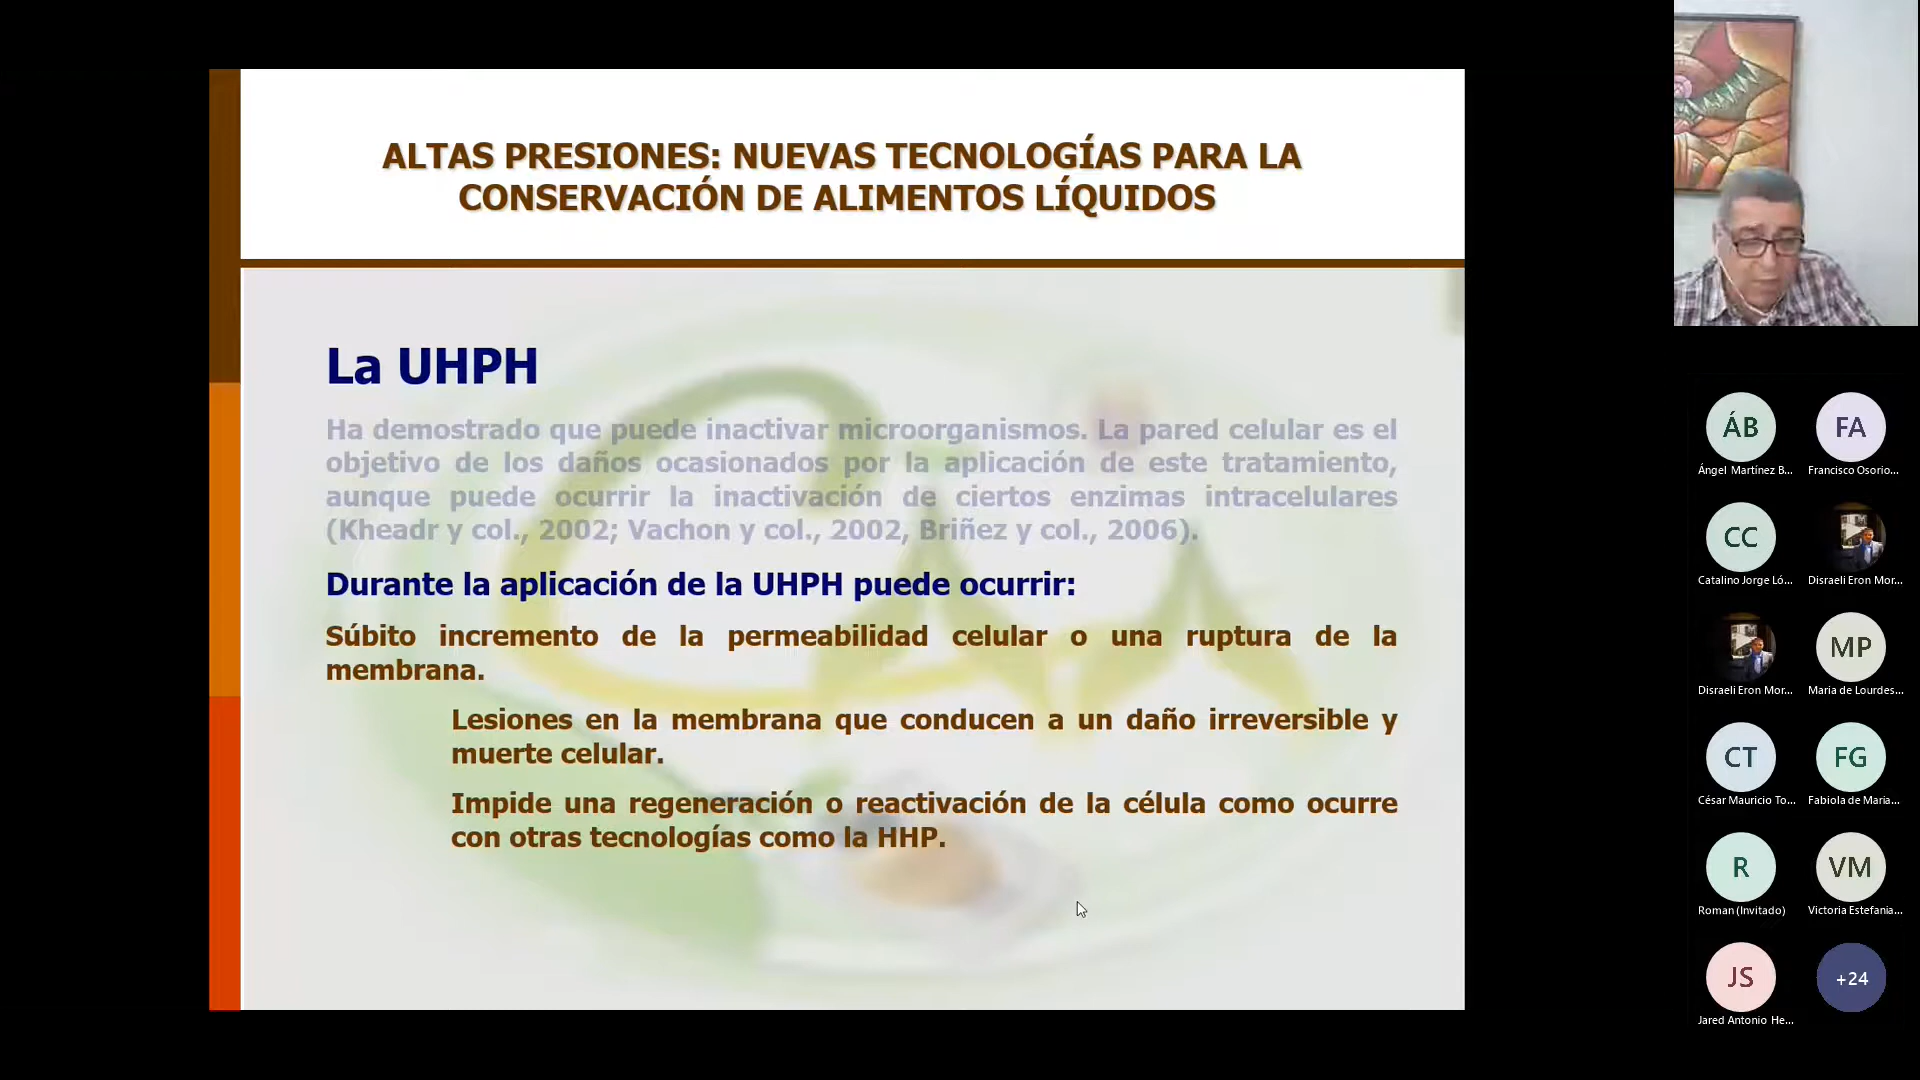 ALTAS PRESIONES: NUEVAS TECNOLOGÍAS PARA LA
CONSERVACIÓN DE ALIMENTOS LÍQUIDOS
La UHPH
Ha demostrado que puede inactivar microorganismos. La pared celular es el
objetivo de los daños ocasionados por la aplicación de este tratamiento,
aunque puede ocurrir la inactivación de ciertos enzimas intracelulares
(Kheadr y col., 2002; Vachon y col., 2002, Briñez y col., 2006).
Durante la aplicación de la UHPH puede ocurrir:
Súbito incremento de la permeabilidad celular o una ruptura de la
membrana.
Lesiones en la membrana que conducen a un daño irreversible y
muerte celular.
Impide una regeneración o reactivación de la célula como ocurre
con otras tecnologías como la HHP.
ÁB
FA
Ángel Martínez B...
Francisco Osorio...
CC
Catalino Jorge Ló...
Disraeli Eron Mor...
MP
Disraeli Eron Mor...
Maria de Lourdes...
CT
FG
César Mauricio To...
Fabiola de Maria...
R
VM
Roman (Invitado)
Victoria Estefania...
JS
+24
Jared Antonio He...